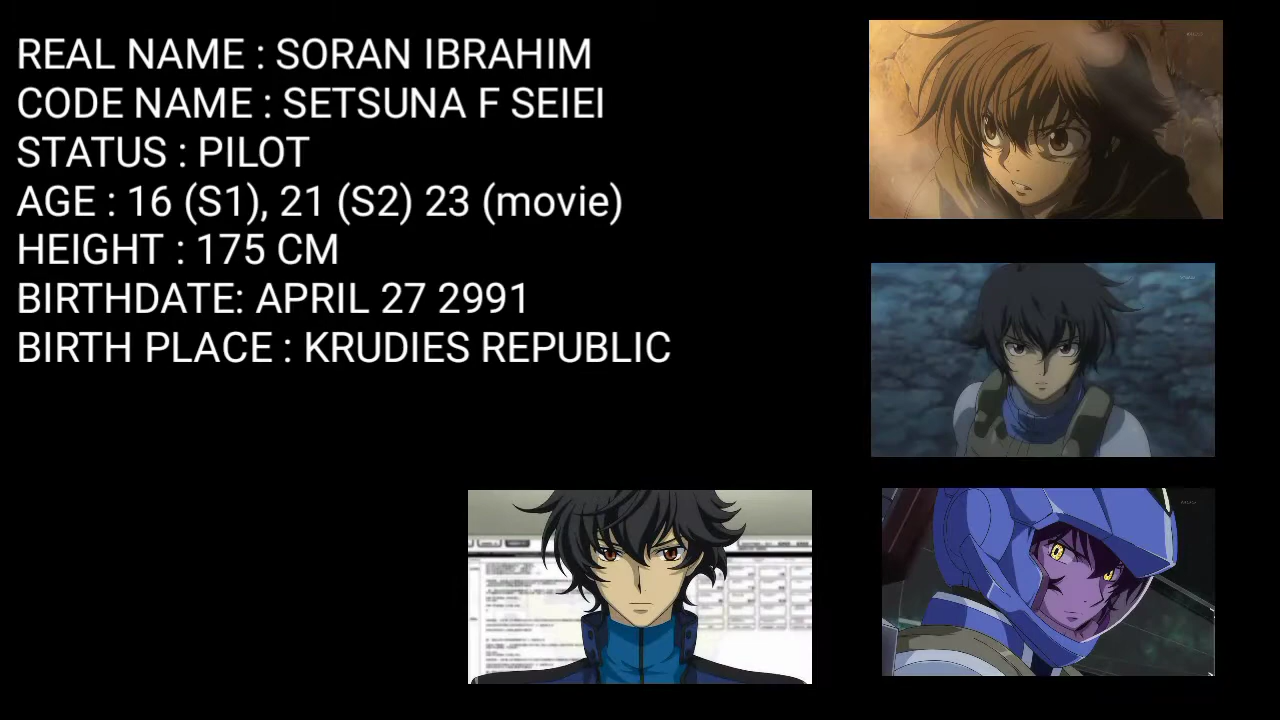 REAL NAME : SORAN IBRAHIM
CODE NAME : SETSUNA F SEIEI
STATUS : PILOT
AGE : 16 (S1), 21 (S2) 23 (movie)
HEIGHT : 175 CM
BIRTHDATE: APRIL 27 2991
BIRTH PLACE : KRUDIES REPUBLIC